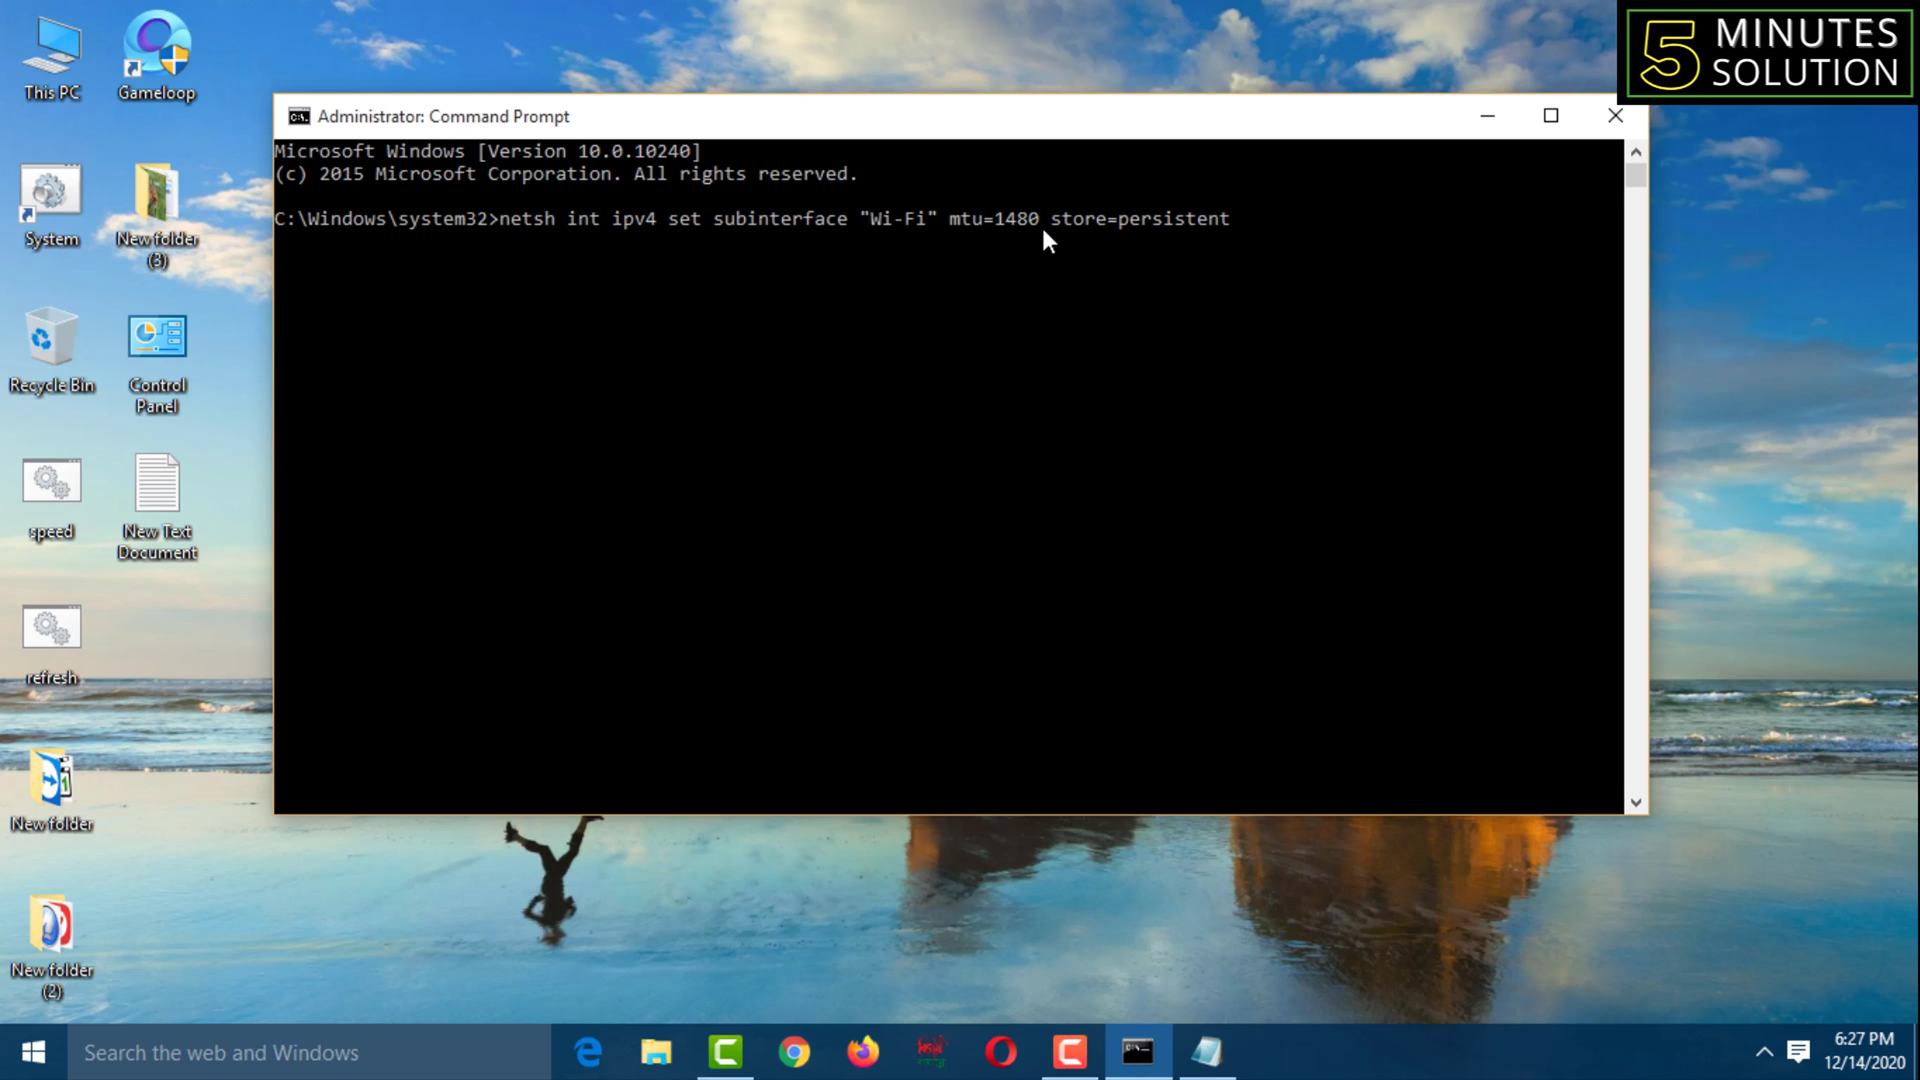 5 MINUTES
SOLUTION
This PC
Gameloop
Administrator: Command Prompt
Microsoft Windows [Version 10.0.10240]
(c) 2015 Microsoft Corporation. All rights reserved.
C:\Windows\system32>netsh int ipv4 set subinterface "Wi-Fi" mtu=1480 store=persistent
System
New folder
(3)
Recycle Bin
Control
Panel
speed
New Text
Document
refresh
New folder
New folder
(2)
Search the web and Windows
6:27 PM
12/14/2020